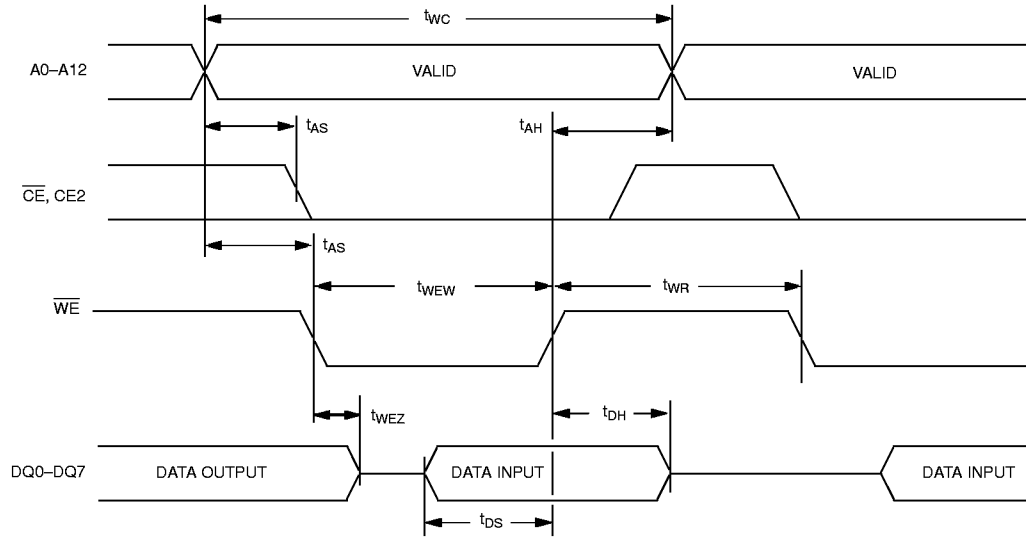 tWC
A0–A12 VALID VALID
tAS tAH
CE, CE2
tAS
tWEW tWR
WE
tWEZ tDH
DQ0–DQ7 DATA OUTPUT DATA INPUT DATA INPUT
tDS